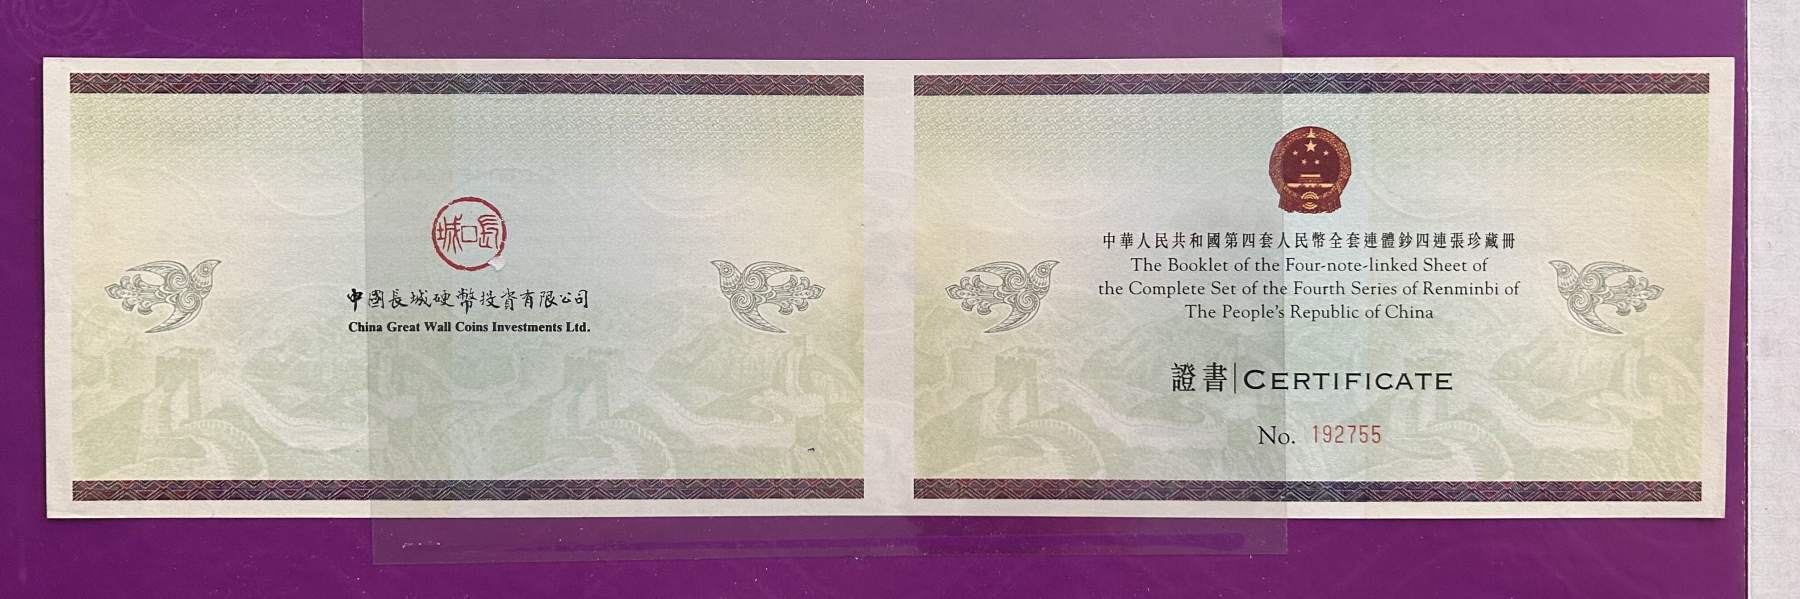 長口城
中國長城硬幣投資有限公司
China Great Wall Coins Investments Ltd.
中華人民共和國第四套人民幣全套連體鈔四連張珍藏冊
The Booklet of the Four-note-linked Sheet of
the Complete Set of the Fourth Series of Renminbi of
The People's Republic of China
證書|CERTIFICATE
No. 192755